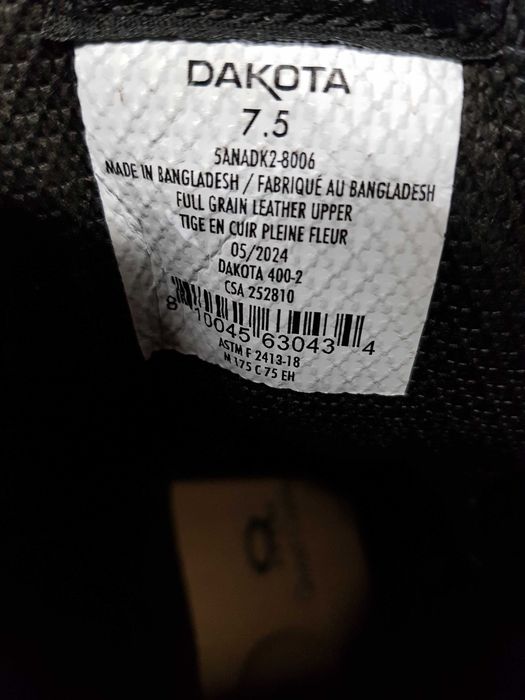 DAKOTA
7.5
5ANADK2-8006
MADE IN BANGLADESH / FABRIQUÉ AU BANGLADESH
FULL GRAIN LEATHER UPPER
TIGE EN CUIR PLEINE FLEUR
05/2024
DAKOTA 400-2
CSA 252810
8 10045 63043 4
ASTM F 2413-18
M 175 C 75 EH